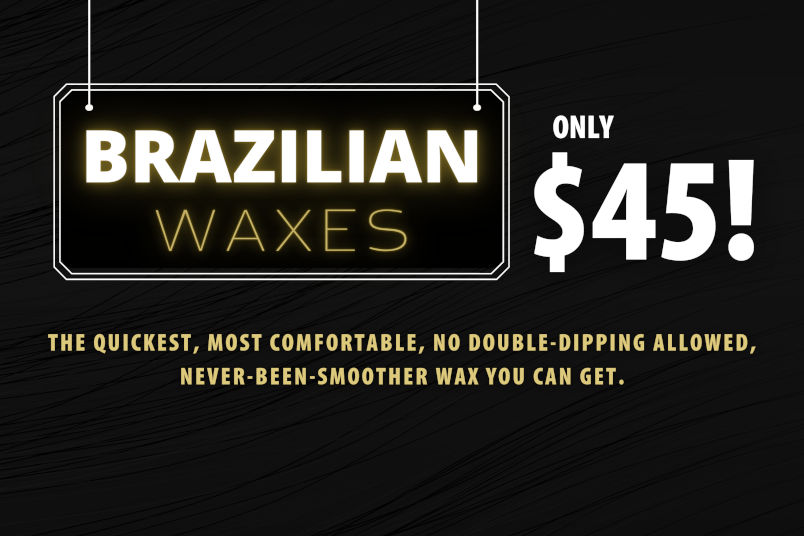 BRAZILIAN
WAXES
ONLY
$45!
THE QUICKEST, MOST COMFORTABLE, NO DOUBLE-DIPPING ALLOWED,
NEVER-BEEN-SMOOTHER WAX YOU CAN GET.